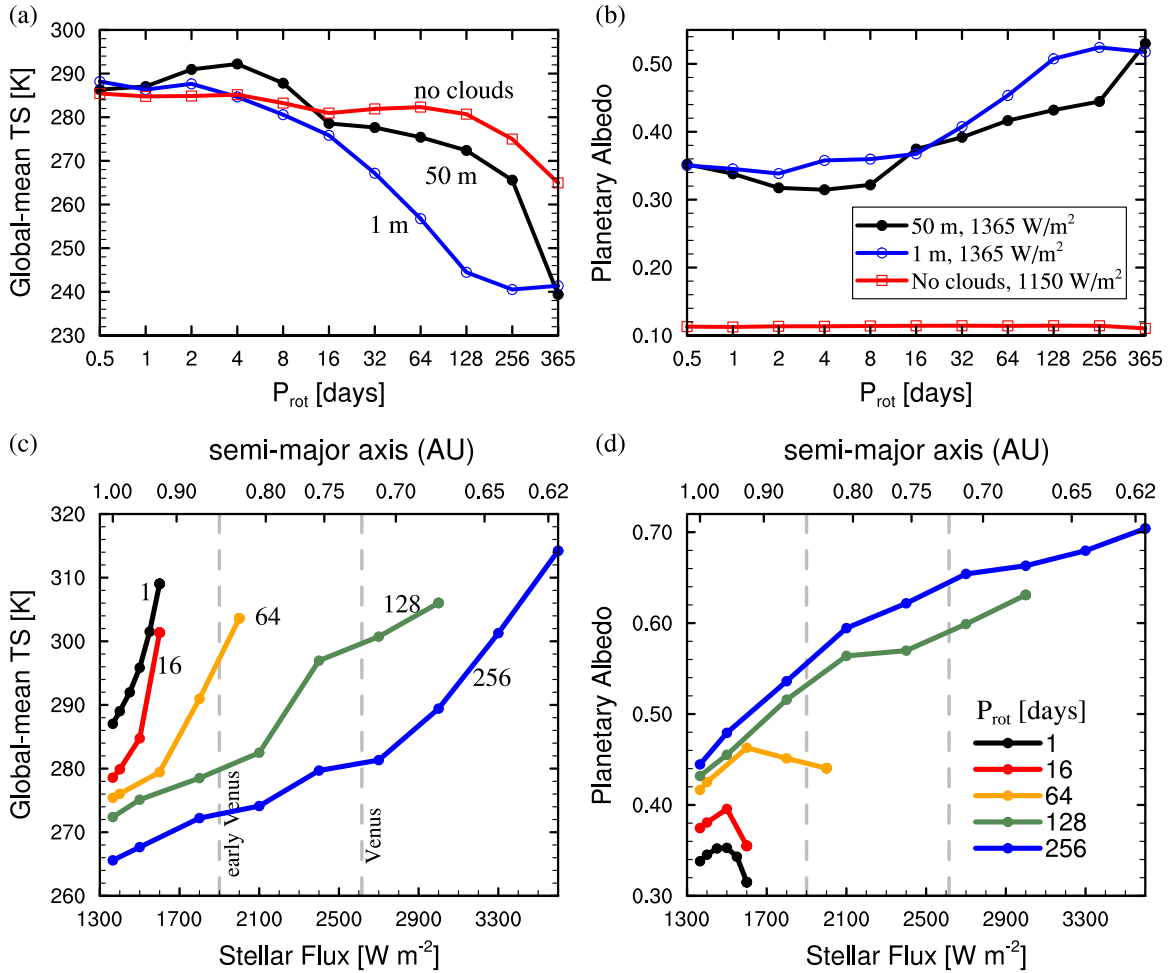 (a)
300
290
280
270
260
250
240
230
Global-mean TS [K]
no clouds
50 m
1 m
0.5 1 2 4 8 16 32 64 128 256 365
P_rot [days]
(b)
0.50
0.40
0.30
0.20
0.10
Planetary Albedo
50 m, 1365 W/m²
1 m, 1365 W/m²
No clouds, 1150 W/m²
0.5 1 2 4 8 16 32 64 128 256 365
P_rot [days]
(c)
semi-major axis (AU)
1.00 0.90 0.80 0.75 0.70 0.65 0.62
320
310
300
290
280
270
260
Global-mean TS [K]
1
16
64
128
256
early Venus
Venus
1300 1700 2100 2500 2900 3300
Stellar Flux [W m⁻²]
(d)
semi-major axis (AU)
1.00 0.90 0.80 0.75 0.70 0.65 0.62
0.70
0.60
0.50
0.40
0.30
Planetary Albedo
P_rot [days]
1
16
64
128
256
1300 1700 2100 2500 2900 3300
Stellar Flux [W m⁻²]